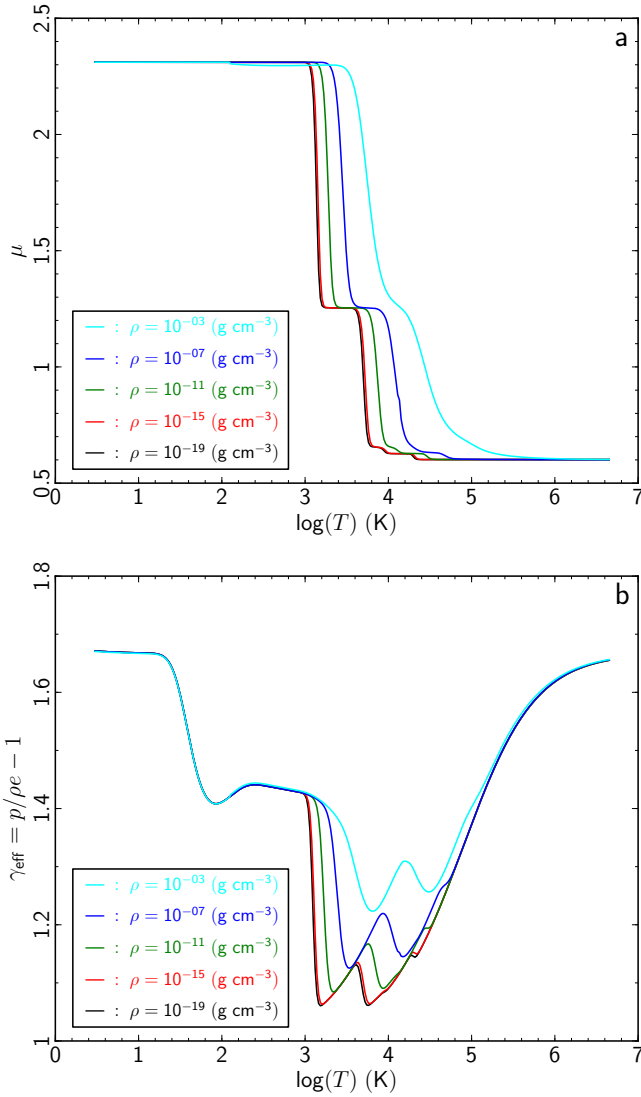 a
2.5
2
1.5
1
0.5
μ
— : ρ = 10⁻⁰³ (g cm⁻³)
— : ρ = 10⁻⁰⁷ (g cm⁻³)
— : ρ = 10⁻¹¹ (g cm⁻³)
— : ρ = 10⁻¹⁵ (g cm⁻³)
— : ρ = 10⁻¹⁹ (g cm⁻³)
0 1 2 3 4 5 6 7
log(T) (K)
b
1.8
1.6
1.4
1.2
1
γeff = p/ρe − 1
— : ρ = 10⁻⁰³ (g cm⁻³)
— : ρ = 10⁻⁰⁷ (g cm⁻³)
— : ρ = 10⁻¹¹ (g cm⁻³)
— : ρ = 10⁻¹⁵ (g cm⁻³)
— : ρ = 10⁻¹⁹ (g cm⁻³)
0 1 2 3 4 5 6 7
log(T) (K)